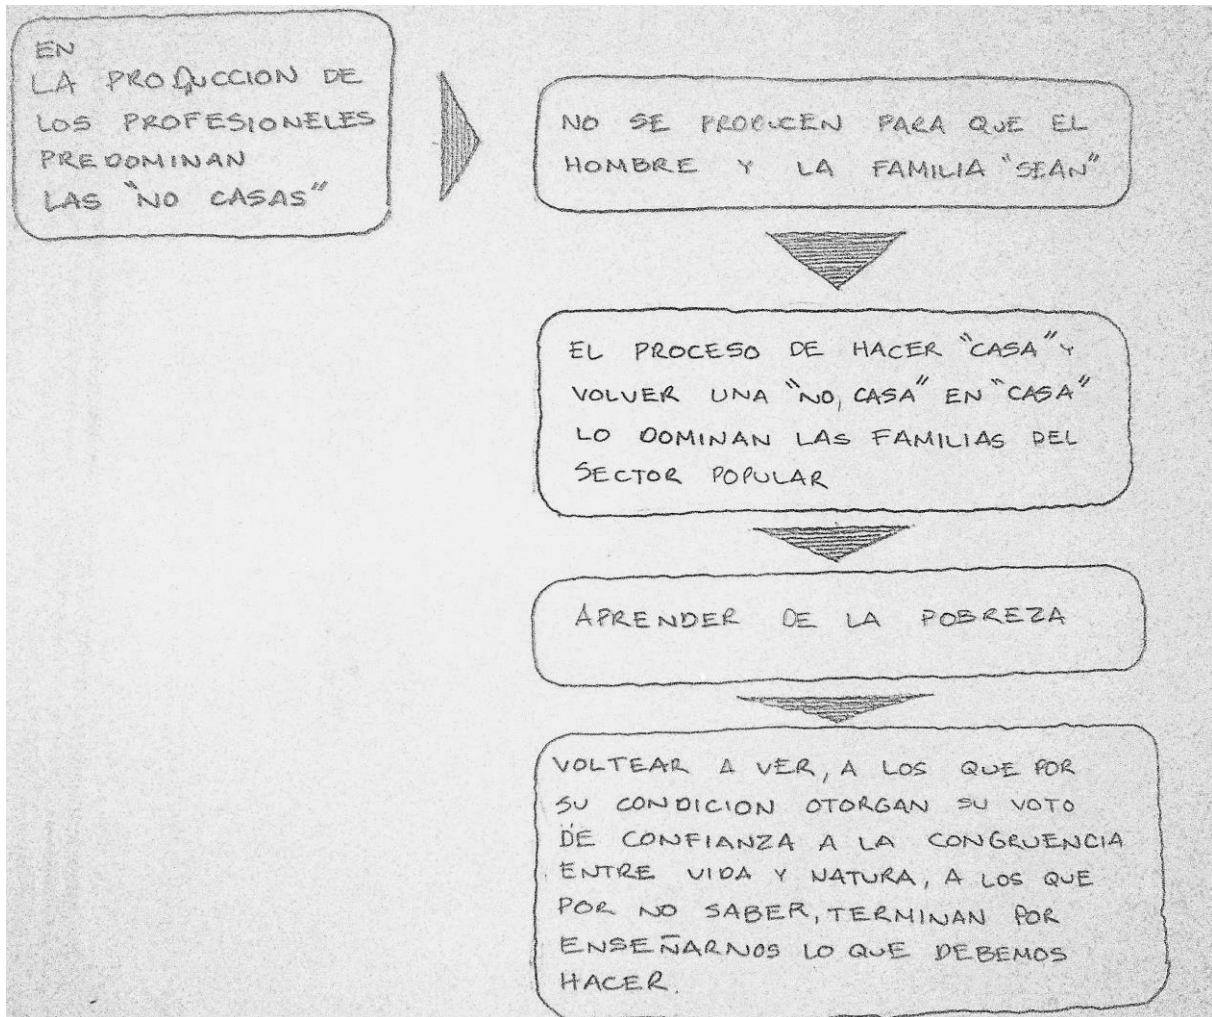 EN
LA PRODUCCION DE
LOS PROFESIONELES
PREDOMINAN
LAS "NO CASAS"
NO SE PRODUCEN PARA QUE EL
HOMBRE Y LA FAMILIA "SEAN"
EL PROCESO DE HACER "CASA" Y
VOLVER UNA "NO, CASA" EN "CASA"
LO DOMINAN LAS FAMILIAS DEL
SECTOR POPULAR
APRENDER DE LA POBREZA
VOLTEAR A VER, A LOS QUE POR
SU CONDICION OTORGAN SU VOTO
DE CONFIANZA A LA CONGRUENCIA
ENTRE VIDA Y NATURA, A LOS QUE
POR NO SABER, TERMINAN POR
ENSEÑARNOS LO QUE DEBEMOS
HACER.